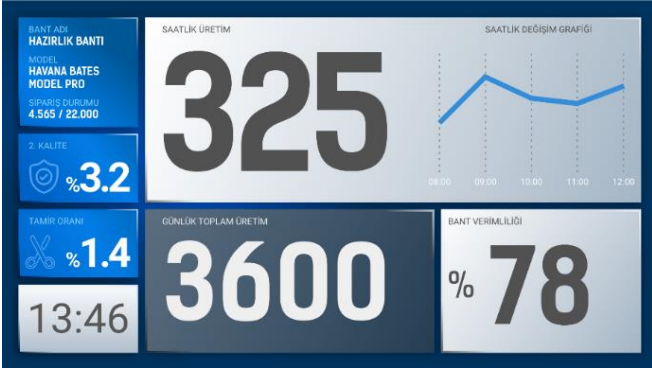 BANT ADI
HAZIRLIK BANTI
MODEL
HAVANA BATES
MODEL PRO
SİPARİŞ DURUMU
4.565 / 22.000
2. KALİTE
%3.2
TAMİR ORANI
%1.4
13:46
SAATLİK ÜRETİM
325
SAATLİK DEĞİŞİM GRAFİĞİ
08:00 09:00 10:00 11:00 12:00
GÜNLÜK TOPLAM ÜRETİM
3600
BANT VERİMLİLİĞİ
%78